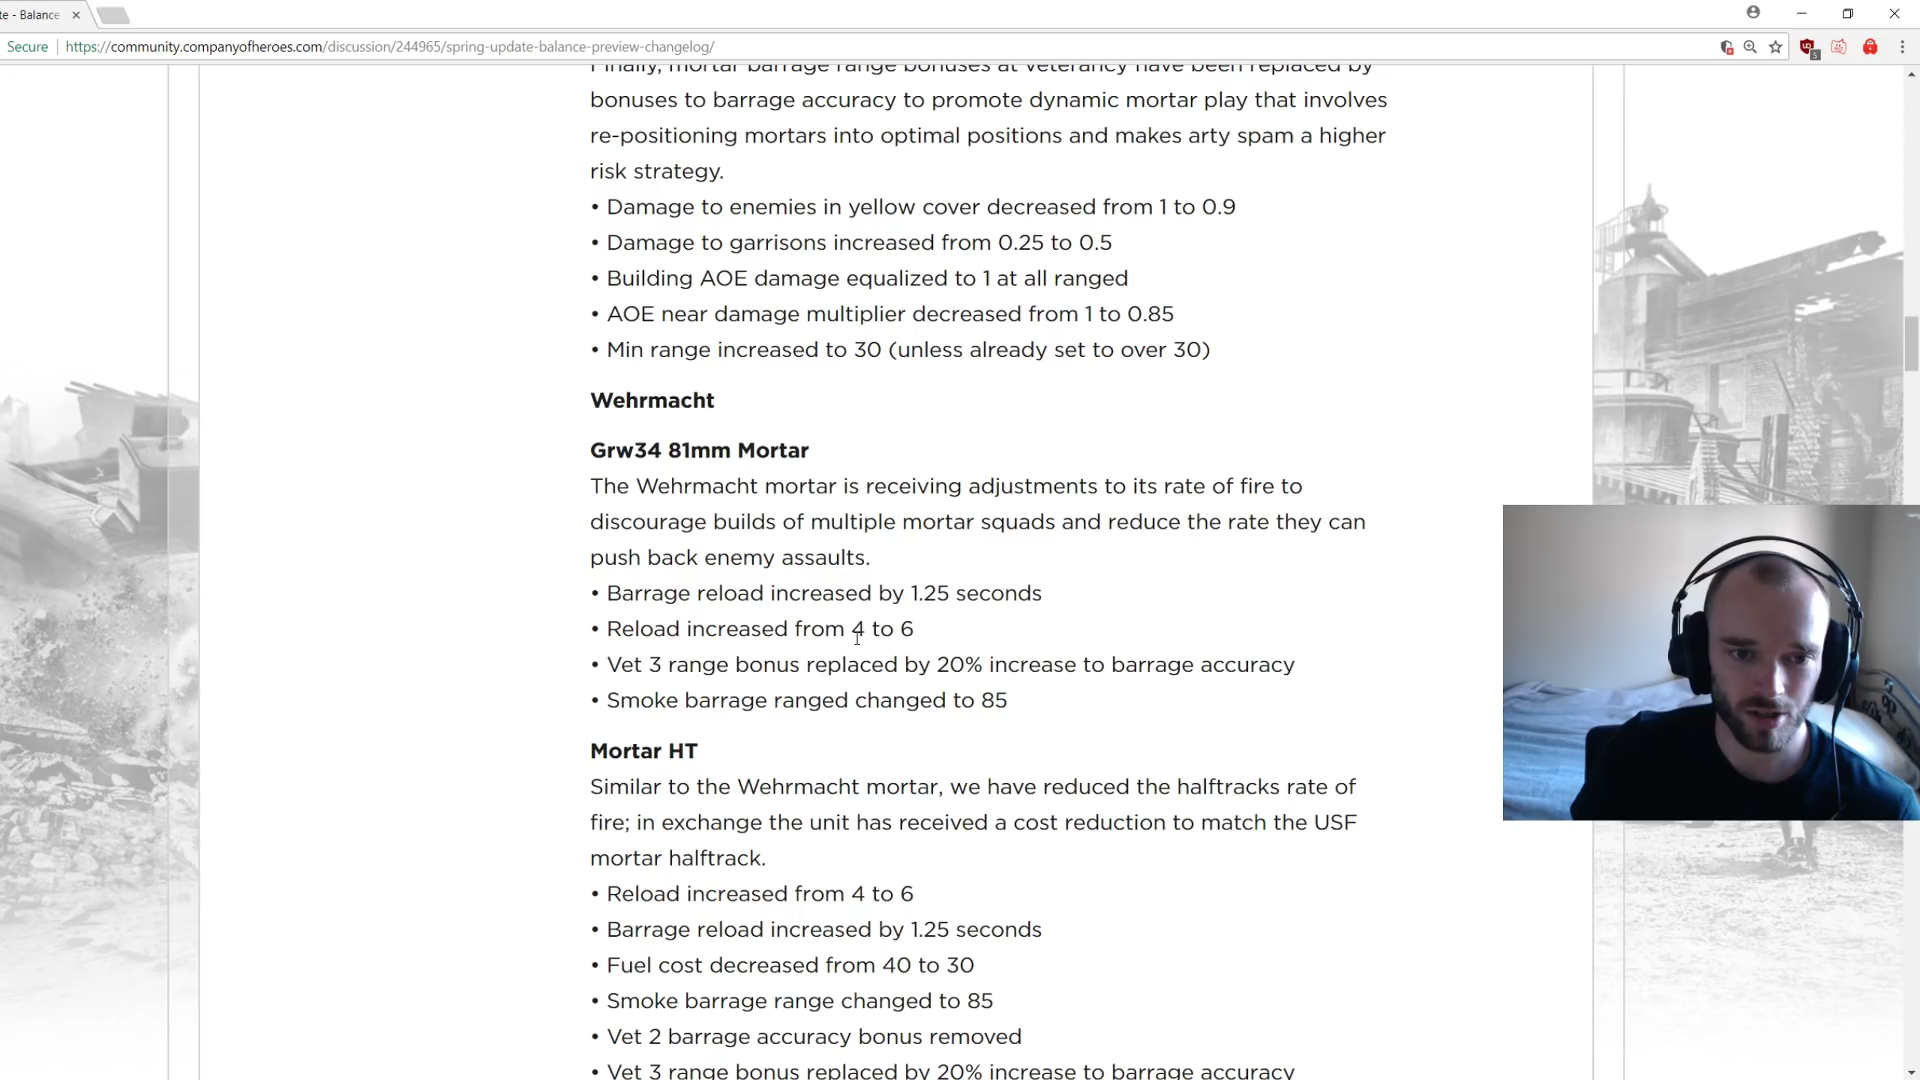 te - Balance
Secure https://community.companyofheroes.com/discussion/244965/spring-update-balance-preview-changelog/
Finally, mortar barrage range bonuses at veterancy have been replaced by
bonuses to barrage accuracy to promote dynamic mortar play that involves
re-positioning mortars into optimal positions and makes arty spam a higher
risk strategy.
• Damage to enemies in yellow cover decreased from 1 to 0.9
• Damage to garrisons increased from 0.25 to 0.5
• Building AOE damage equalized to 1 at all ranged
• AOE near damage multiplier decreased from 1 to 0.85
• Min range increased to 30 (unless already set to over 30)
Wehrmacht
Grw34 81mm Mortar
The Wehrmacht mortar is receiving adjustments to its rate of fire to
discourage builds of multiple mortar squads and reduce the rate they can
push back enemy assaults.
• Barrage reload increased by 1.25 seconds
• Reload increased from 4 to 6
• Vet 3 range bonus replaced by 20% increase to barrage accuracy
• Smoke barrage ranged changed to 85
Mortar HT
Similar to the Wehrmacht mortar, we have reduced the halftracks rate of
fire; in exchange the unit has received a cost reduction to match the USF
mortar halftrack.
• Reload increased from 4 to 6
• Barrage reload increased by 1.25 seconds
• Fuel cost decreased from 40 to 30
• Smoke barrage range changed to 85
• Vet 2 barrage accuracy bonus removed
• Vet 3 range bonus replaced by 20% increase to barrage accuracy